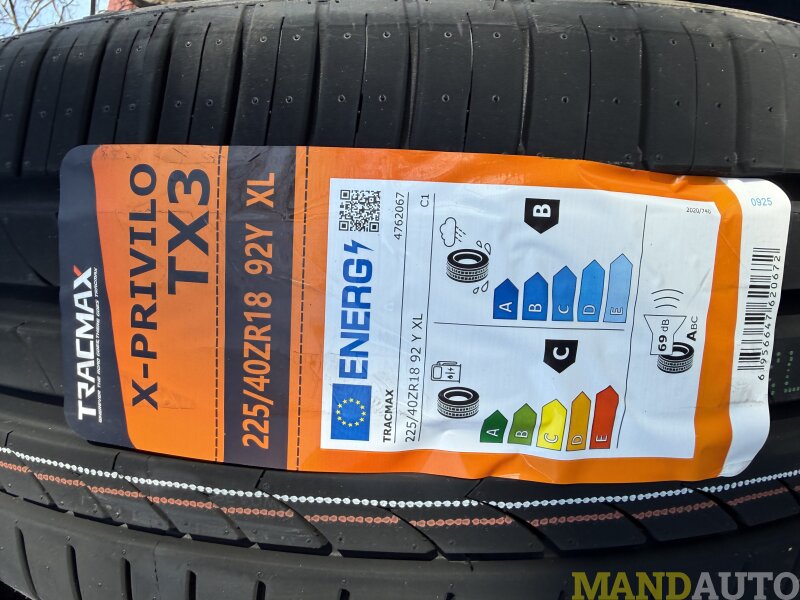 TRACMAX
X-PRIVILO
TX3
225/40ZR18 92Y XL
ENERG
4762067
TRACMAX
225/40ZR18 92 Y XL
C1
B
A
B
C
D
E
C
A
B
C
D
E
2020/740
69 dB
ABC
0925
6956647620672
MANDAUTO